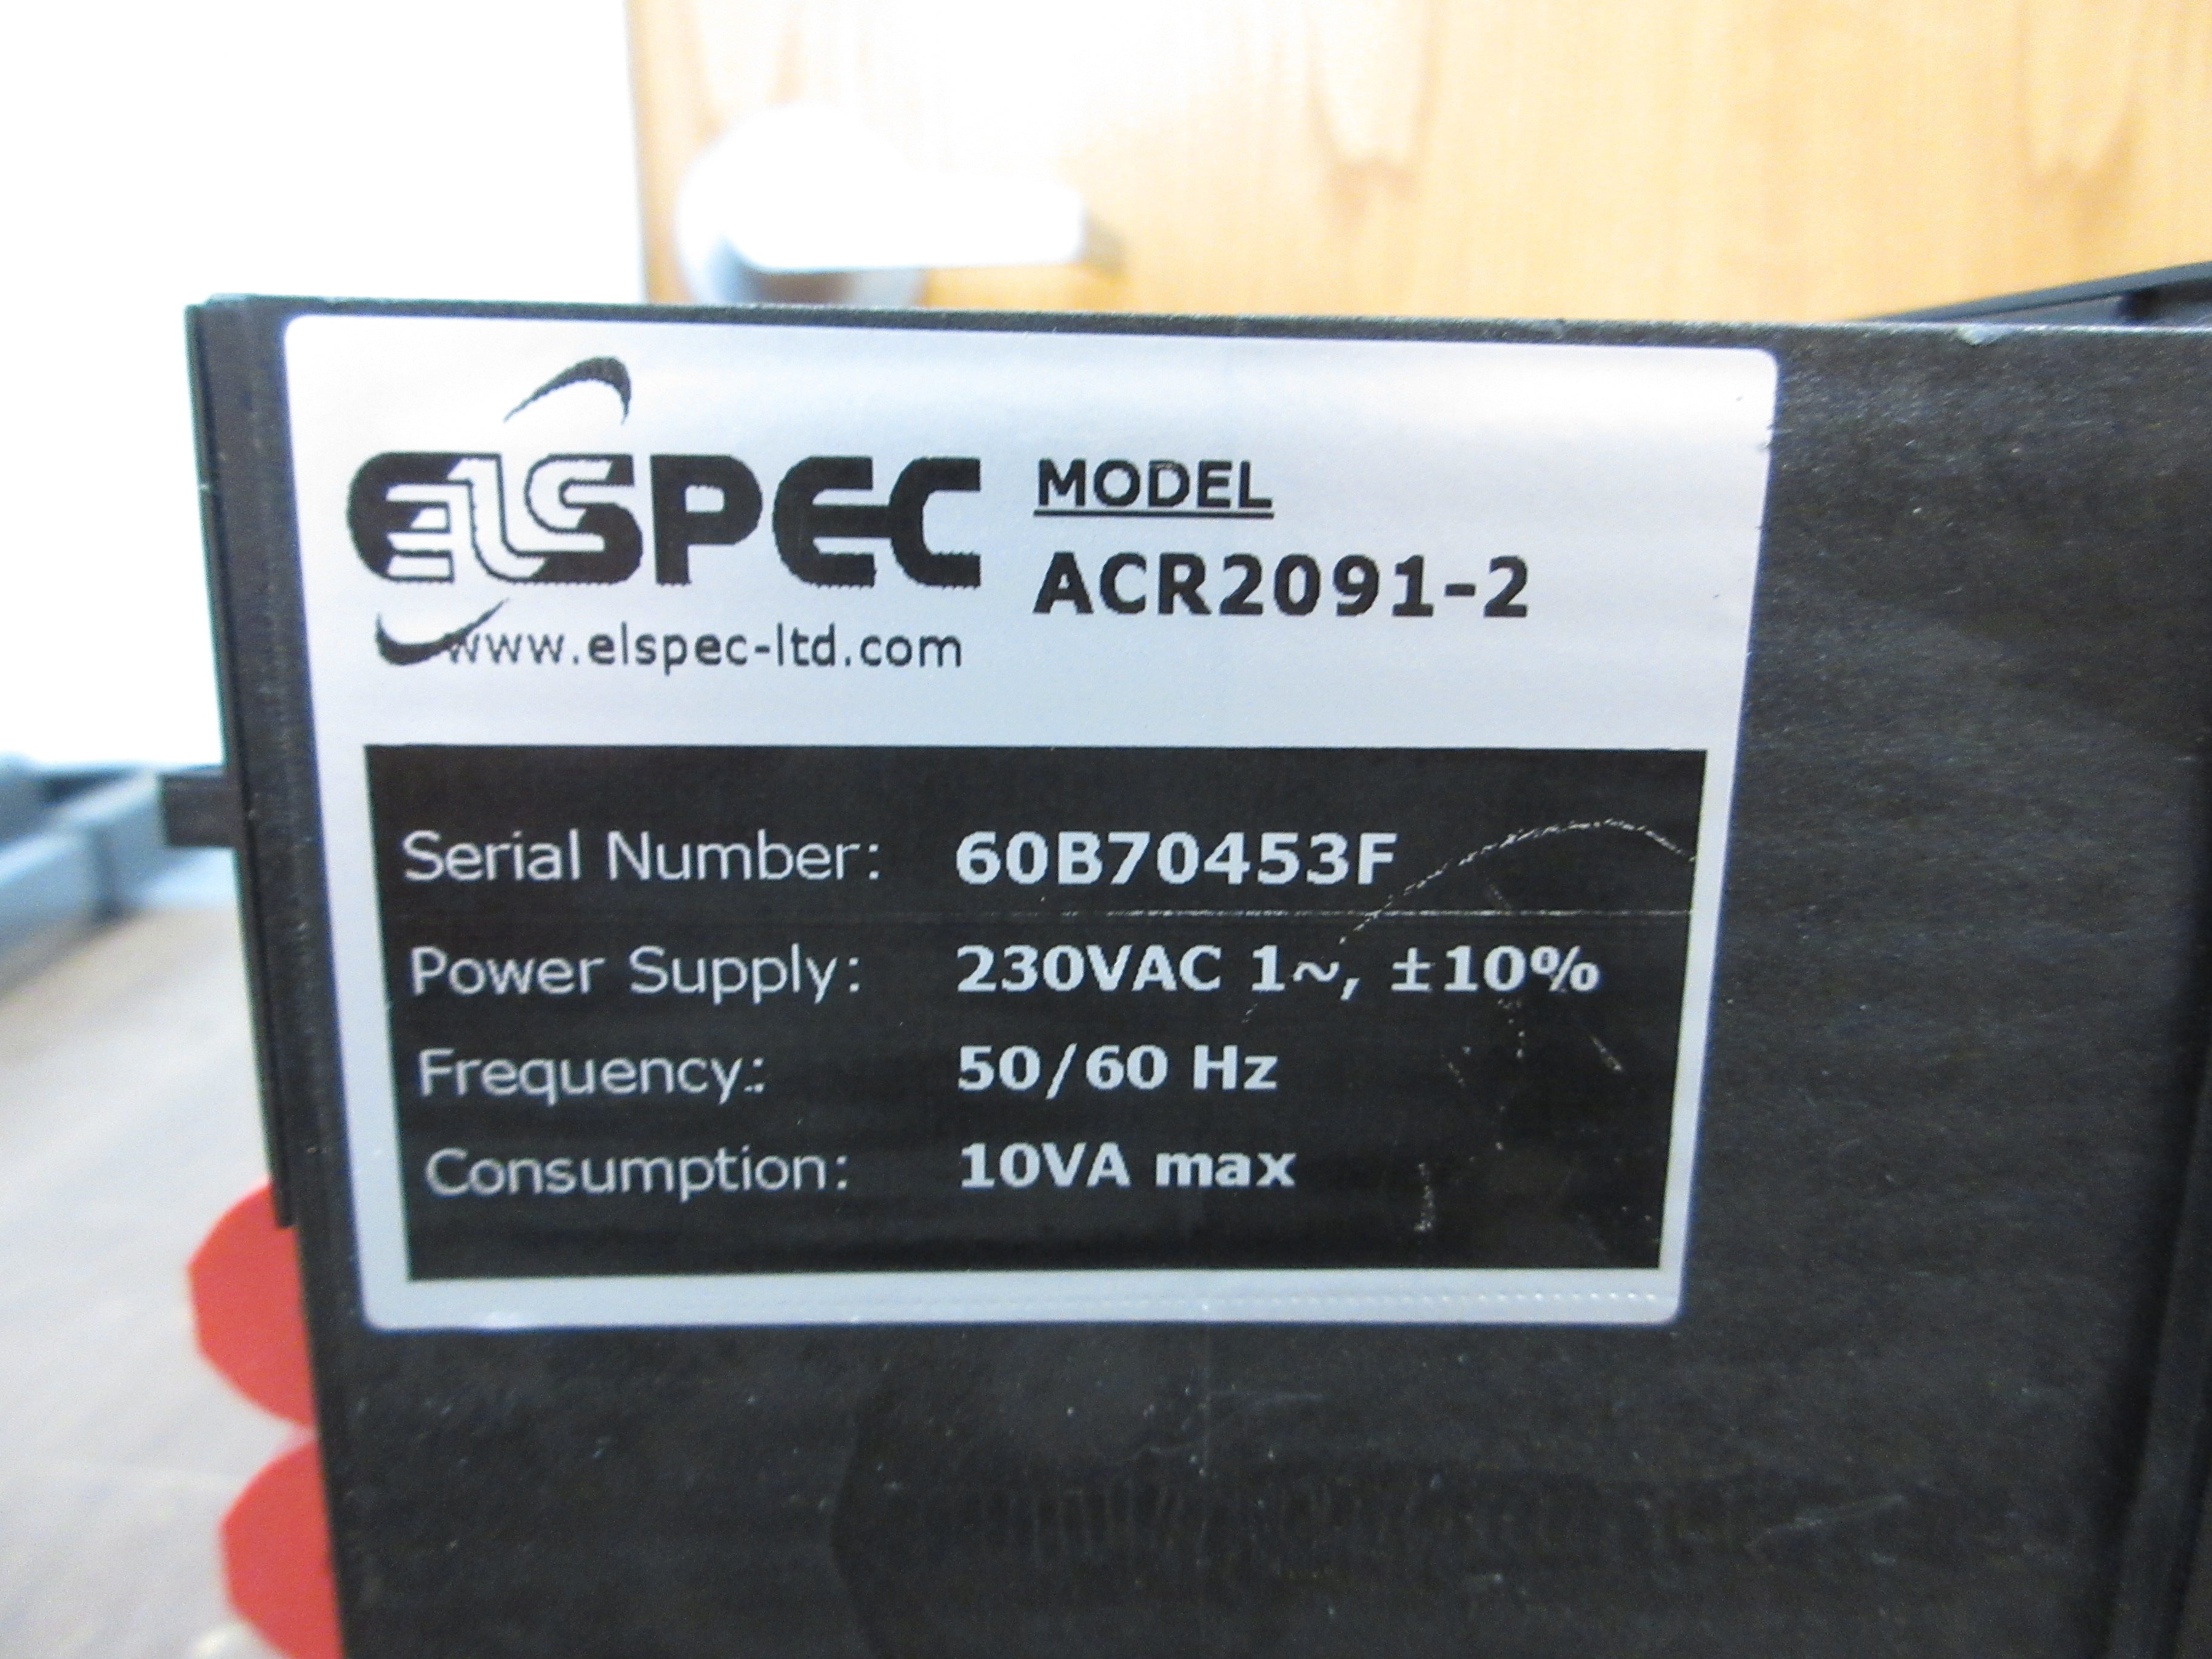 ELSPEC
www.elspec-ltd.com
MODEL
ACR2091-2
Serial Number: 60B70453F
Power Supply: 230VAC 1~, ±10%
Frequency: 50/60 Hz
Consumption: 10VA max